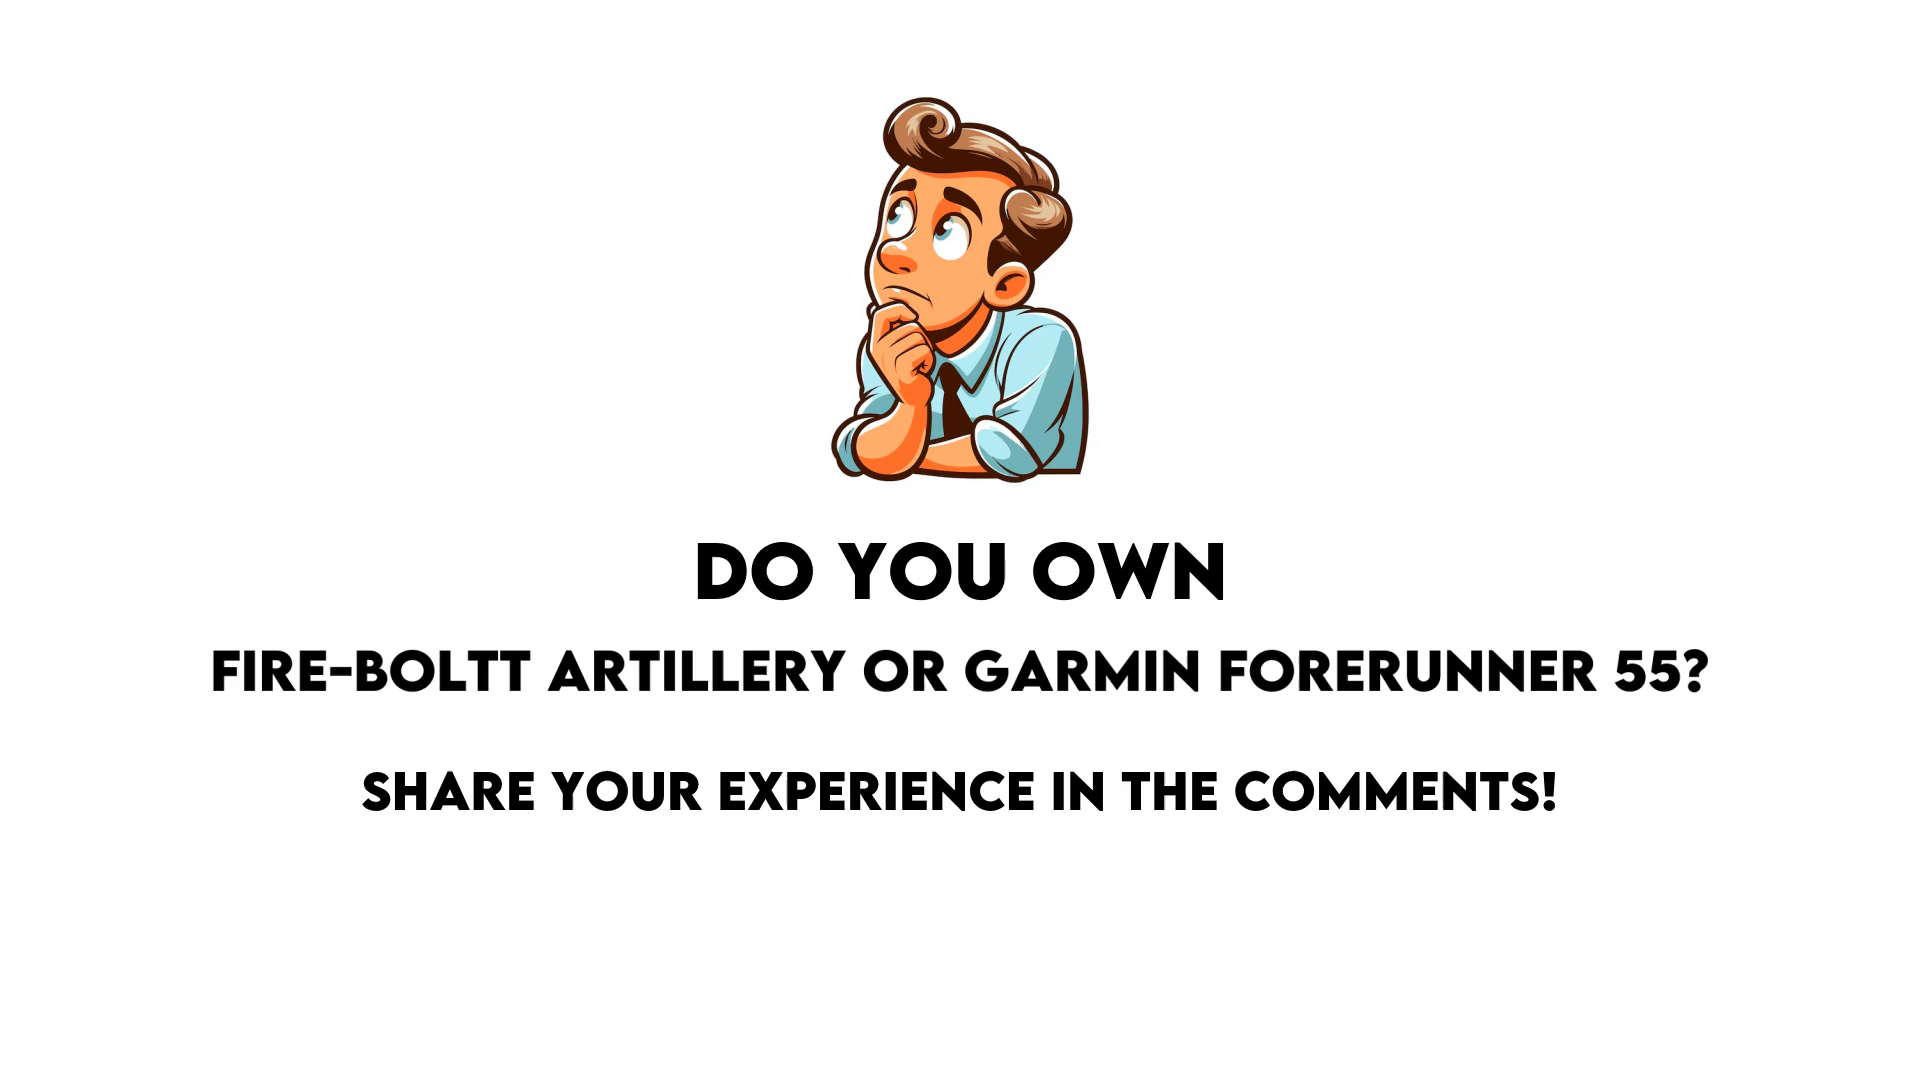 DO YOU OWN
FIRE-BOLTT ARTILLERY OR GARMIN FORERUNNER 55?
SHARE YOUR EXPERIENCE IN THE COMMENTS!